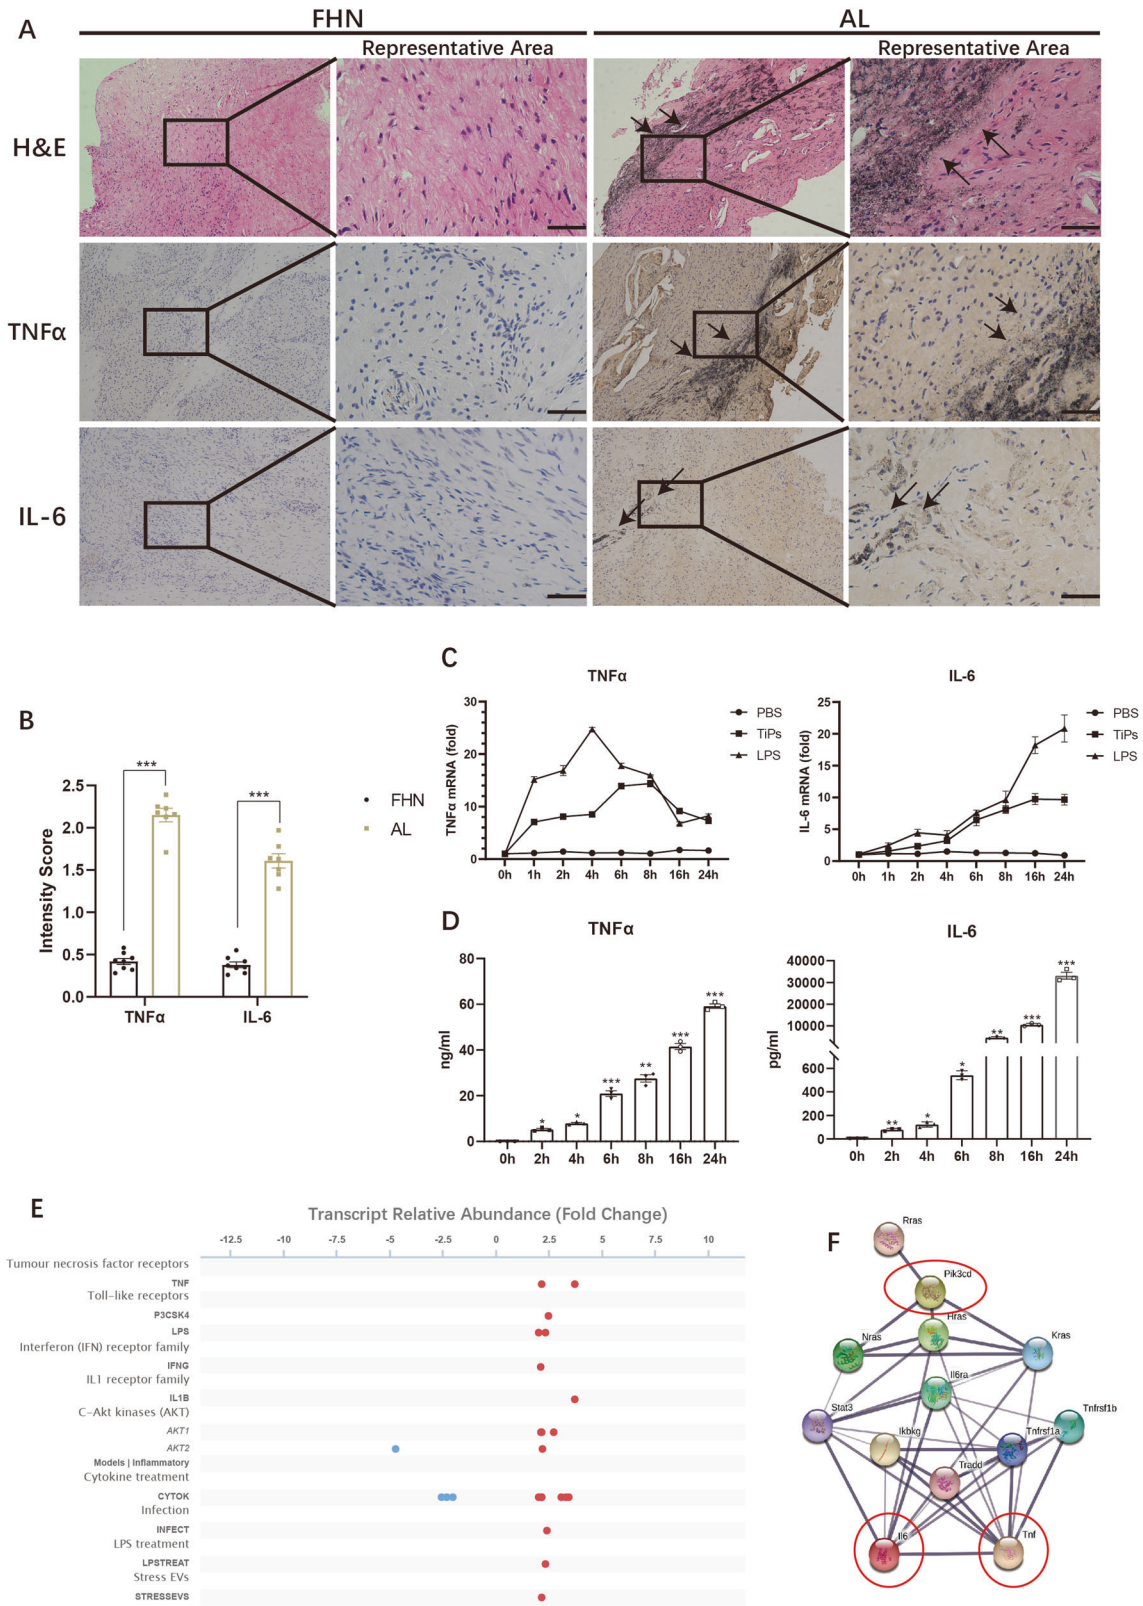 A
FHN
AL
Representative Area
Representative Area
H&E
TNFα
IL-6
B
Intensity Score
2.5
2.0
1.5
1.0
0.5
0.0
***
***
FHN
AL
TNFα
IL-6
C
TNFα
TNFα mRNA (fold)
30
20
10
0
0h 1h 2h 4h 6h 8h 16h 24h
PBS
TiPs
LPS
IL-6
IL-6 mRNA (fold)
25
20
15
10
5
0
0h 1h 2h 4h 6h 8h 16h 24h
PBS
TiPs
LPS
D
TNFα
ng/ml
80
60
40
20
0
* * *** ** *** ***
0h 2h 4h 6h 8h 16h 24h
IL-6
pg/ml
40000
30000
20000
10000
600
400
200
0
** * * ** *** ***
0h 2h 4h 6h 8h 16h 24h
E
Transcript Relative Abundance (Fold Change)
-12.5 -10 -7.5 -5 -2.5 0 2.5 5 7.5 10
Tumour necrosis factor receptors
TNF
Toll-like receptors
P3CSK4
LPS
Interferon (IFN) receptor family
IFNG
IL1 receptor family
IL1B
C-Akt kinases (AKT)
AKT1
AKT2
Models | Inflammatory
Cytokine treatment
CYTOK
Infection
INFECT
LPS treatment
LPSTREAT
Stress EVs
STRESSEVS
F
Rras
Pik3cd
Hras
Nras
Kras
Il6ra
Stat3
Tnfrsf1b
Ikbkg
Tnfrsf1a
Tradd
Il6
Tnf